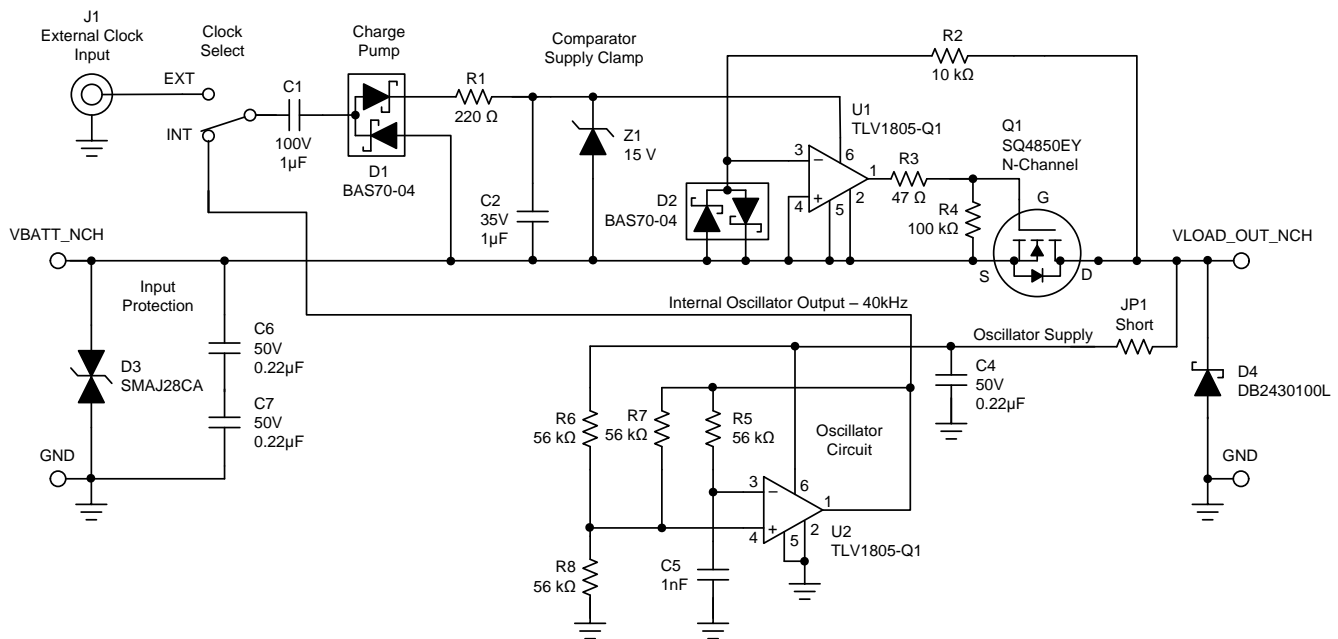 J1
External Clock
Input
Clock
Select
EXT
INT
C1
100V
1µF
Charge
Pump
D1
BAS70-04
R1
220 Ω
C2
35V
1µF
Comparator
Supply Clamp
Z1
15 V
R2
10 kΩ
D2
BAS70-04
U1
TLV1805-Q1
3
4
6
1
2
5
−
+
R3
47 Ω
R4
100 kΩ
Q1
SQ4850EY
N-Channel
G
S
D
VBATT_NCH
VLOAD_OUT_NCH
Input
Protection
D3
SMAJ28CA
C6
50V
0.22µF
C7
50V
0.22µF
GND
Internal Oscillator Output – 40kHz
Oscillator Supply
JP1
Short
C4
50V
0.22µF
D4
DB2430100L
GND
R6
56 kΩ
R7
56 kΩ
R5
56 kΩ
Oscillator
Circuit
3
4
6
1
2
5
−
+
U2
TLV1805-Q1
R8
56 kΩ
C5
1nF